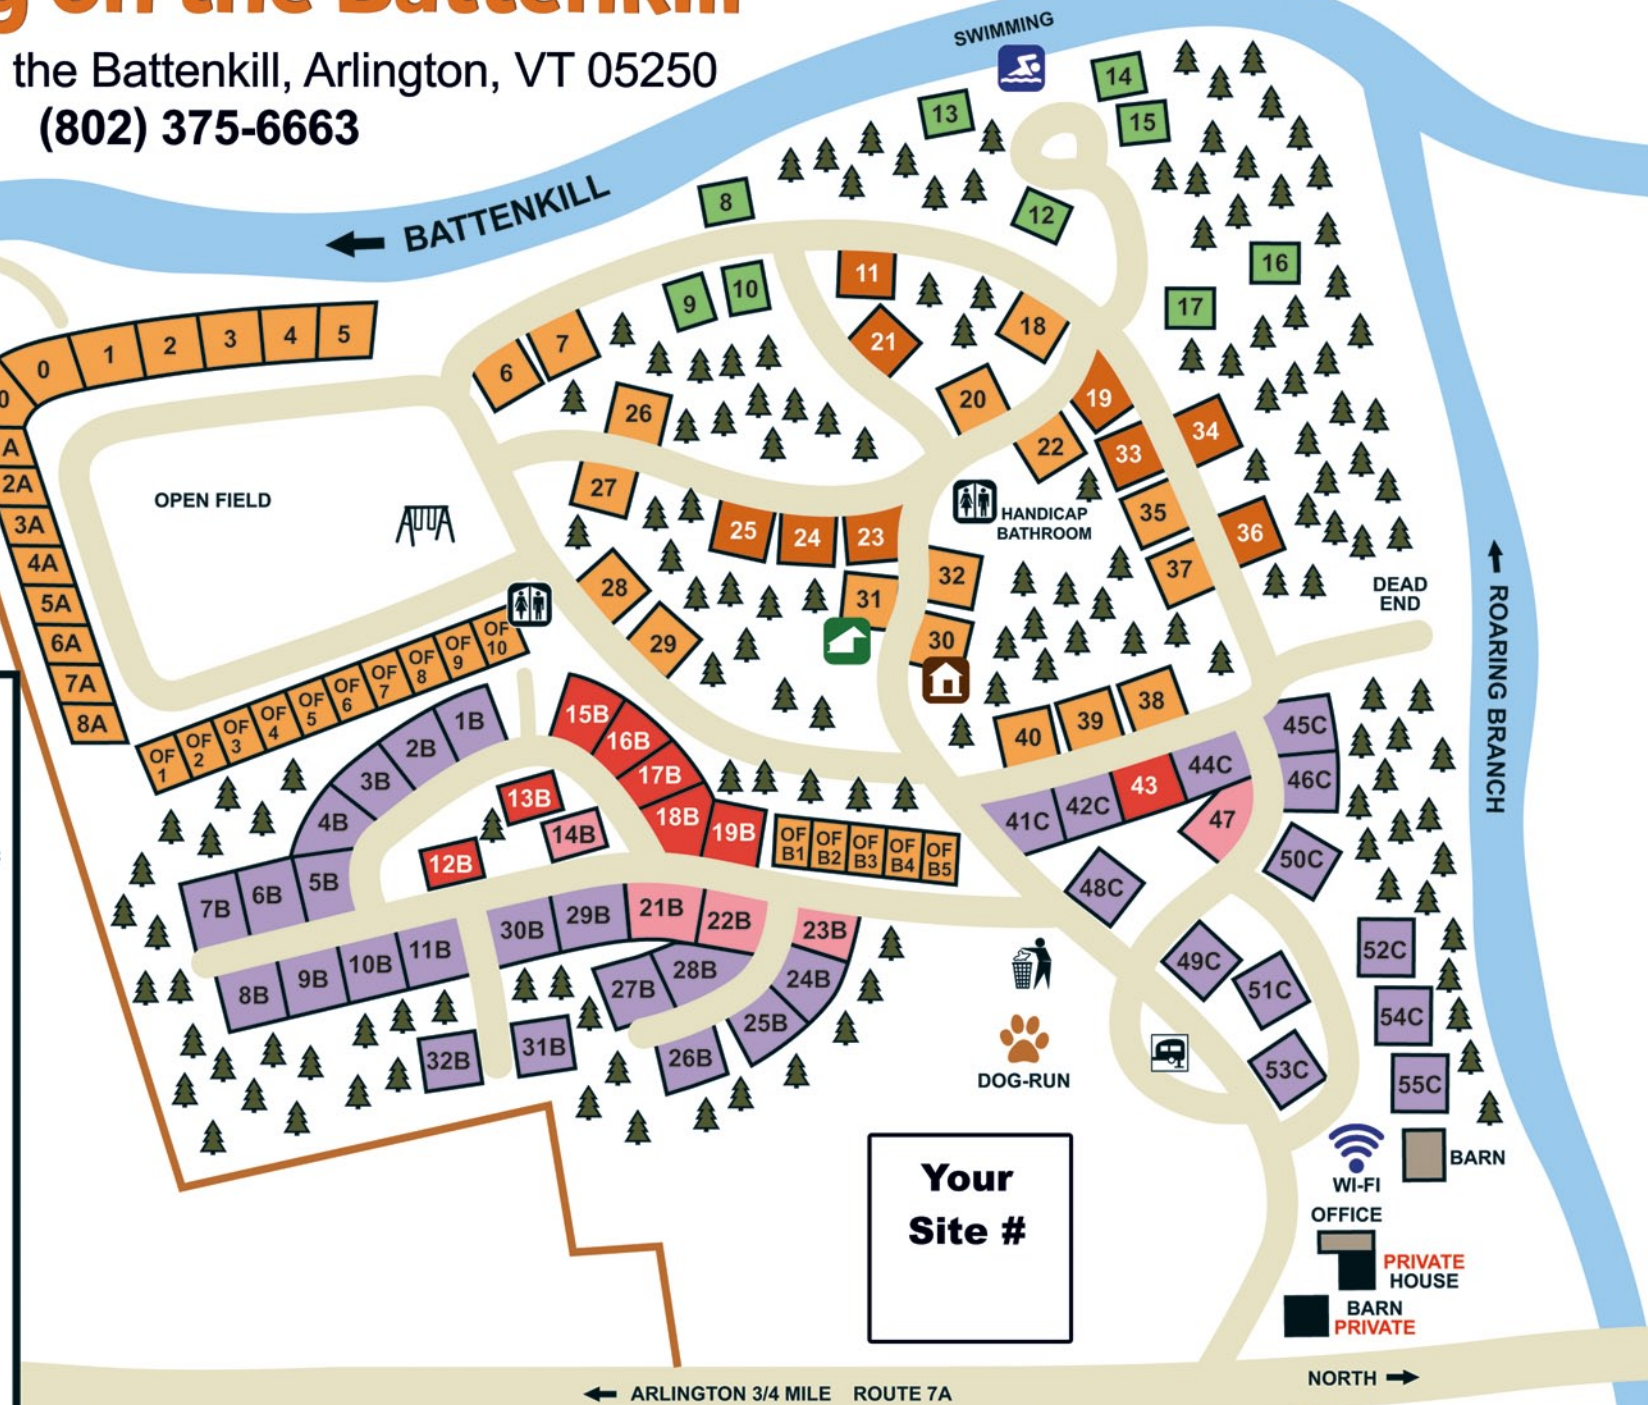 g on the Battenkill
the Battenkill, Arlington, VT 05250
(802) 375-6663
SWIMMING
BATTENKILL
14
13
15
8
12
16
9
10
11
17
18
21
7
6
0
1
2
3
4
5
0
A
2A
3A
4A
5A
6A
7A
8A
OPEN FIELD
26
27
20
19
22
33
34
35
36
37
25
24
23
HANDICAP
BATHROOM
32
31
30
28
29
DEAD
END
ROARING BRANCH
OF
1
OF
2
OF
3
OF
4
OF
5
OF
6
OF
7
OF
8
OF
9
OF
10
1B
2B
3B
4B
5B
6B
7B
8B
9B
10B
11B
12B
13B
14B
15B
16B
17B
18B
19B
OF
B1
OF
B2
OF
B3
OF
B4
OF
B5
40
39
38
41C
42C
43
44C
45C
46C
47
48C
50C
49C
51C
52C
53C
54C
55C
30B
29B
21B
22B
23B
24B
25B
26B
27B
28B
31B
32B
DOG-RUN
Your
Site #
WI-FI
BARN
OFFICE
PRIVATE
HOUSE
BARN
PRIVATE
NORTH
ARLINGTON 3/4 MILE ROUTE 7A